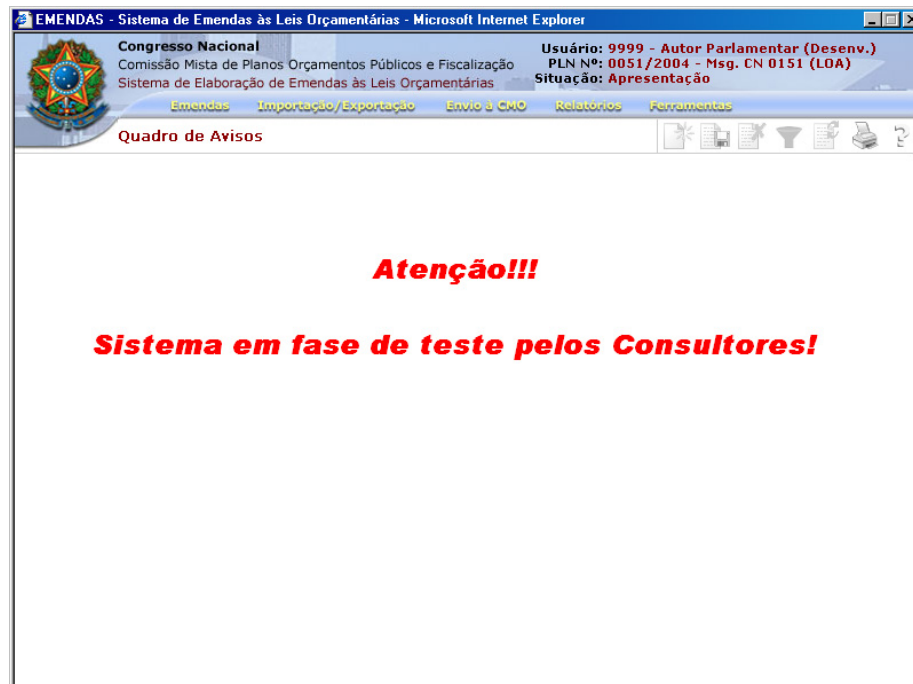 EMENDAS - Sistema de Emendas às Leis Orçamentárias - Microsoft Internet Explorer
Congresso Nacional
Comissão Mista de Planos Orçamentos Públicos e Fiscalização
Sistema de Elaboração de Emendas às Leis Orçamentárias
Usuário: 9999 - Autor Parlamentar (Desenv.)
PLN Nº: 0051/2004 - Msg. CN 0151 (LOA)
Situação: Apresentação
Emendas Importação/Exportação Envio à CMO Relatórios Ferramentas
Quadro de Avisos
Atenção!!!
Sistema em fase de teste pelos Consultores!